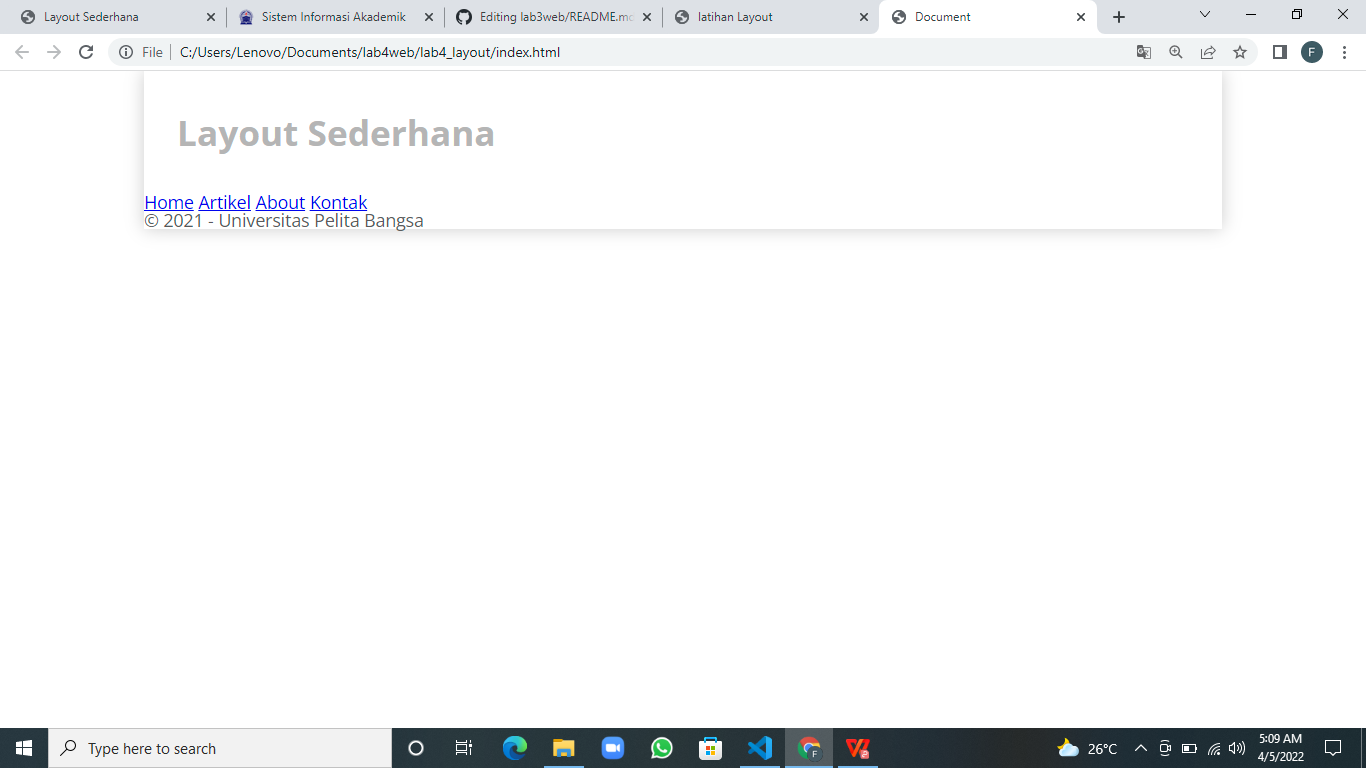 Layout Sederhana
Sistem Informasi Akademik
Editing lab3web/README.md
latihan Layout
Document
File
C:/Users/Lenovo/Documents/lab4web/lab4_layout/index.html
F
Layout Sederhana
Home Artikel About Kontak
© 2021 - Universitas Pelita Bangsa
Type here to search
F
26°C
5:09 AM
4/5/2022